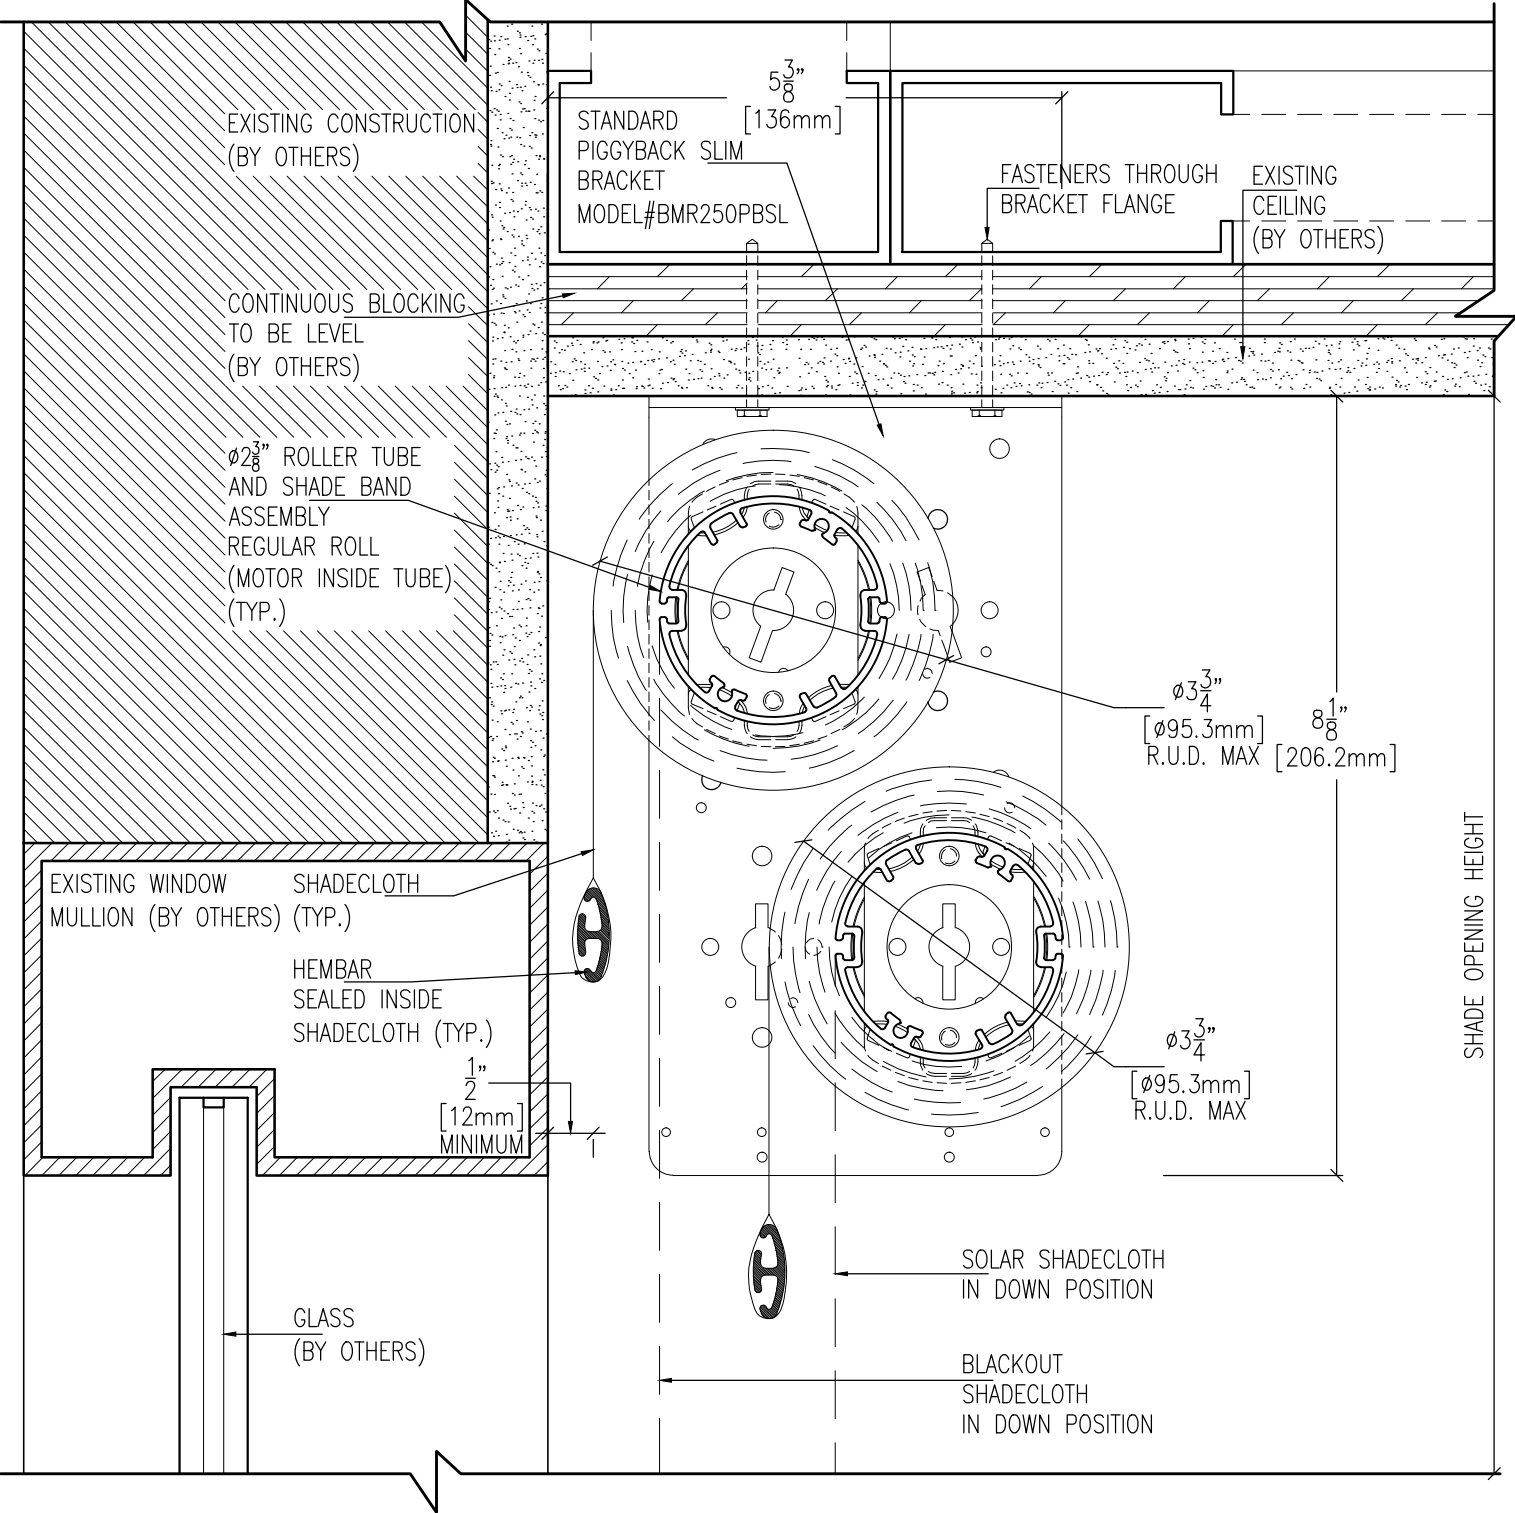 5 3/8"
[136mm]
EXISTING CONSTRUCTION
(BY OTHERS)
STANDARD
PIGGYBACK SLIM
BRACKET
MODEL#BMR250PBSL
FASTENERS THROUGH
BRACKET FLANGE
EXISTING
CEILING
(BY OTHERS)
CONTINUOUS BLOCKING
TO BE LEVEL
(BY OTHERS)
ø2 3/8" ROLLER TUBE
AND SHADE BAND
ASSEMBLY
REGULAR ROLL
(MOTOR INSIDE TUBE)
(TYP.)
ø3 3/4"
[ø95.3mm]
R.U.D. MAX
8 1/8"
[206.2mm]
EXISTING WINDOW
MULLION (BY OTHERS)
SHADECLOTH
(TYP.)
HEMBAR
SEALED INSIDE
SHADECLOTH (TYP.)
1/2"
[12mm]
MINIMUM
ø3 3/4"
[ø95.3mm]
R.U.D. MAX
SHADE OPENING HEIGHT
SOLAR SHADECLOTH
IN DOWN POSITION
GLASS
(BY OTHERS)
BLACKOUT
SHADECLOTH
IN DOWN POSITION